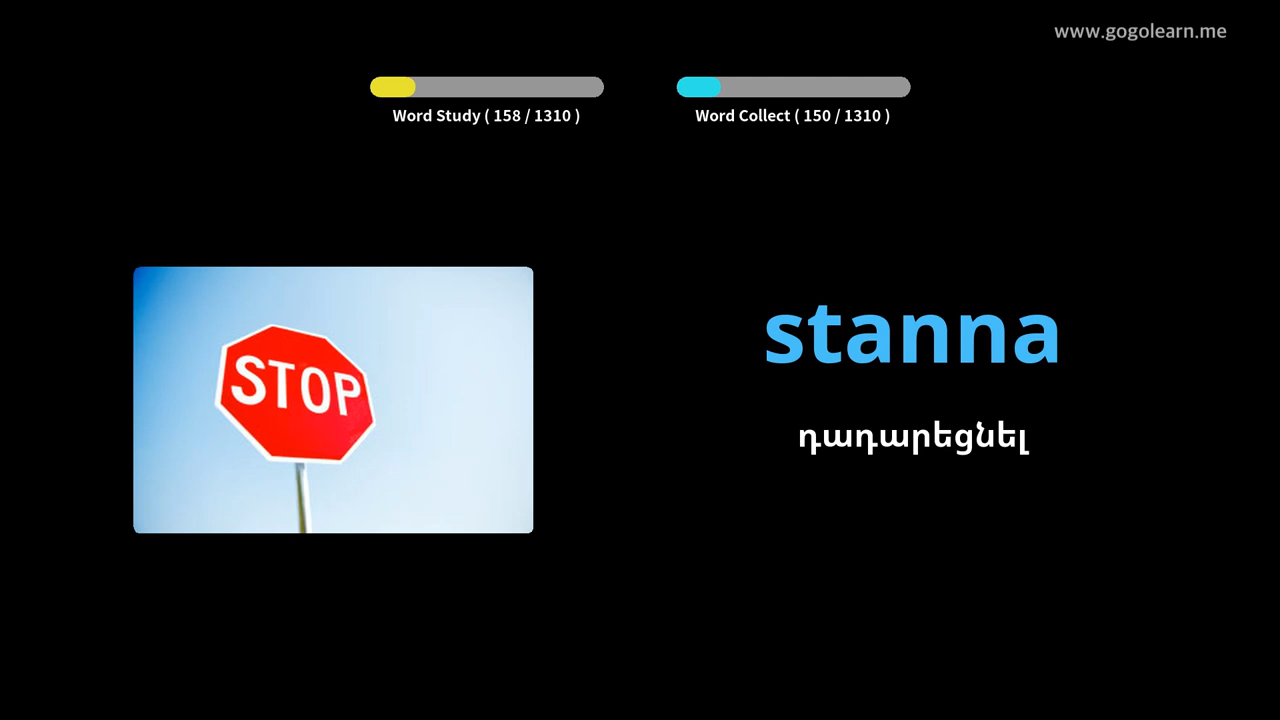 www.gogolearn.me
Word Study ( 158 / 1310 )
Word Collect ( 150 / 1310 )
STOP
stanna
դադարեցնել